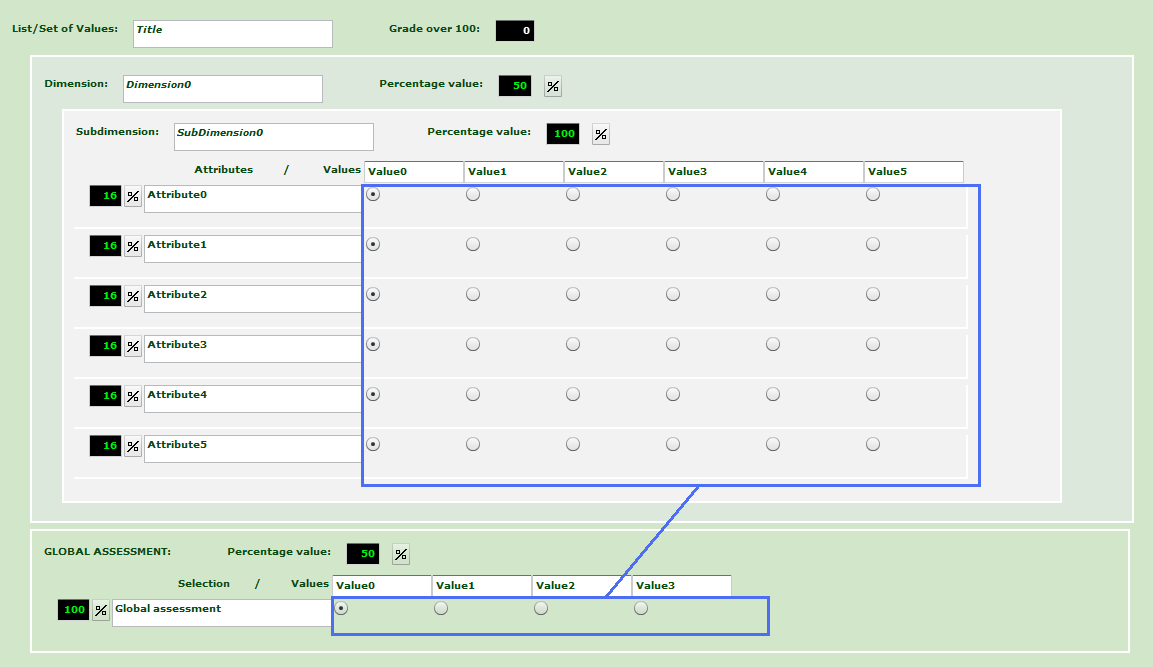 List/Set of Values: Title Grade over 100: 0
Dimension: Dimension0 Percentage value: 50 %
Subdimension: SubDimension0 Percentage value: 100 %
Attributes / Values Value0 Value1 Value2 Value3 Value4 Value5
16 % Attribute0
16 % Attribute1
16 % Attribute2
16 % Attribute3
16 % Attribute4
16 % Attribute5
GLOBAL ASSESSMENT: Percentage value: 50 %
Selection / Values Value0 Value1 Value2 Value3
100 % Global assessment